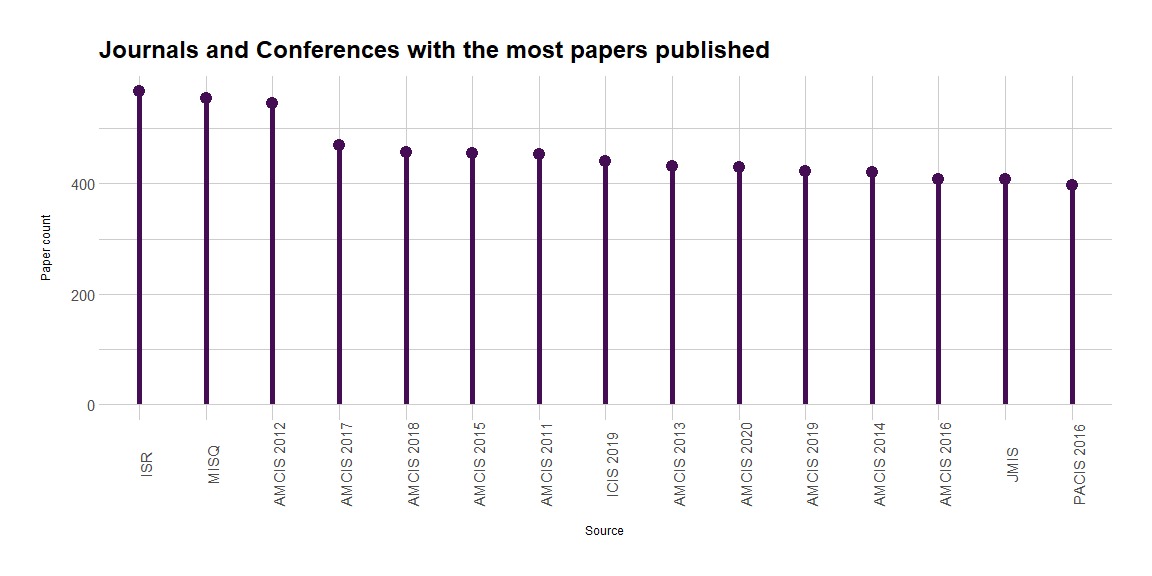 Journals and Conferences with the most papers published
Paper count
400
200
0
ISR
MISQ
AMCIS 2012
AMCIS 2017
AMCIS 2018
AMCIS 2015
AMCIS 2011
ICIS 2019
AMCIS 2013
AMCIS 2020
AMCIS 2019
AMCIS 2014
AMCIS 2016
JMIS
PACIS 2016
Source